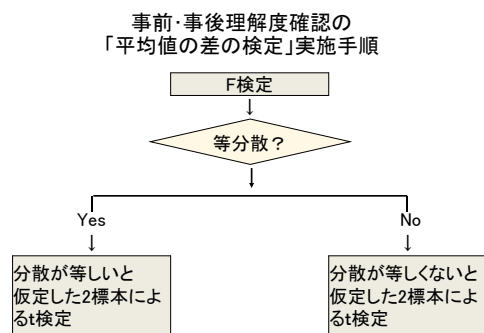 事前・事後理解度確認の
「平均値の差の検定」実施手順
F検定
↓
等分散？
Yes
No
↓
↓
分散が等しいと
仮定した2標本によ
るt検定
分散が等しくないと
仮定した2標本によ
るt検定